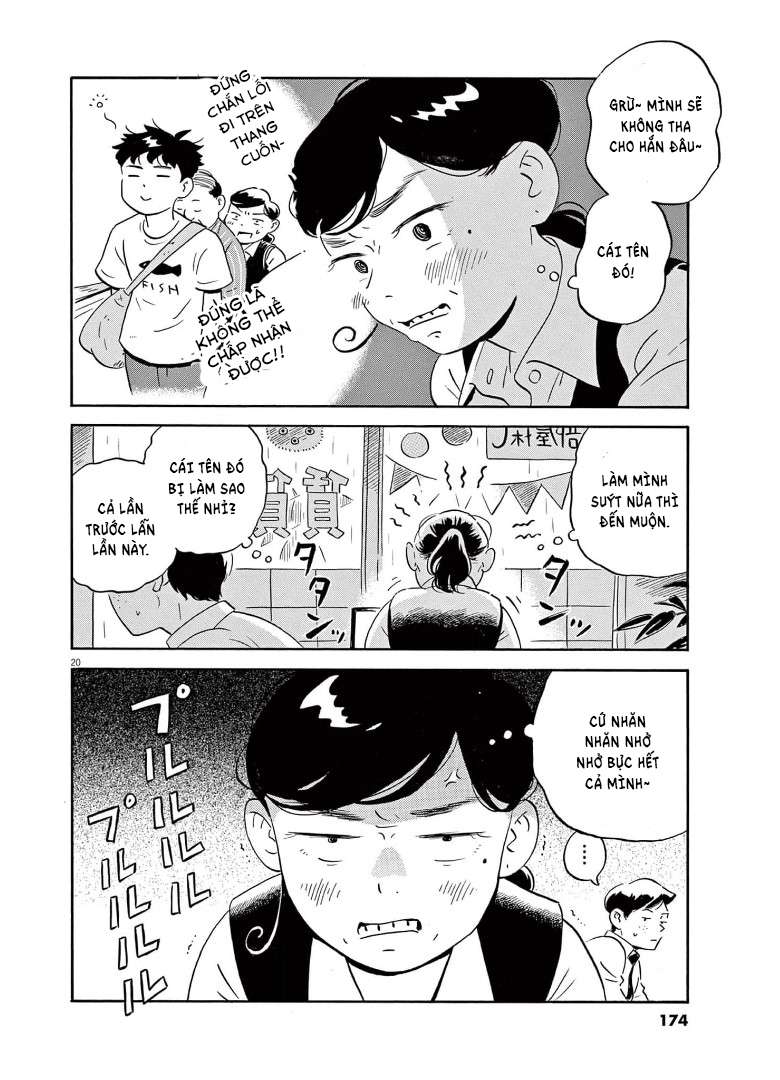 GRỪ~ MÌNH SẼ
KHÔNG THA
CHO HẮN ĐÂU~
CÁI TÊN
ĐÓ!
ĐỨNG
CHẮN LỐI
ĐI TRÊN
THANG
CUỐN~
FISH
ĐÚNG LÀ
KHÔNG THỂ
CHẤP NHẬN
ĐƯỢC!!
LÀM MÌNH
SUÝT NỮA THÌ
ĐẾN MUỘN.
CÁI TÊN ĐÓ
BỊ LÀM SAO
THẾ NHỈ?
CẢ LẦN
TRƯỚC LẪN
LẦN NÀY.
タンッ
タタ
20
CỨ NHĂN
NHĂN NHỞ
NHỞ BỰC HẾT
CẢ MÌNH~
…
プルルルル
プルルルル
174